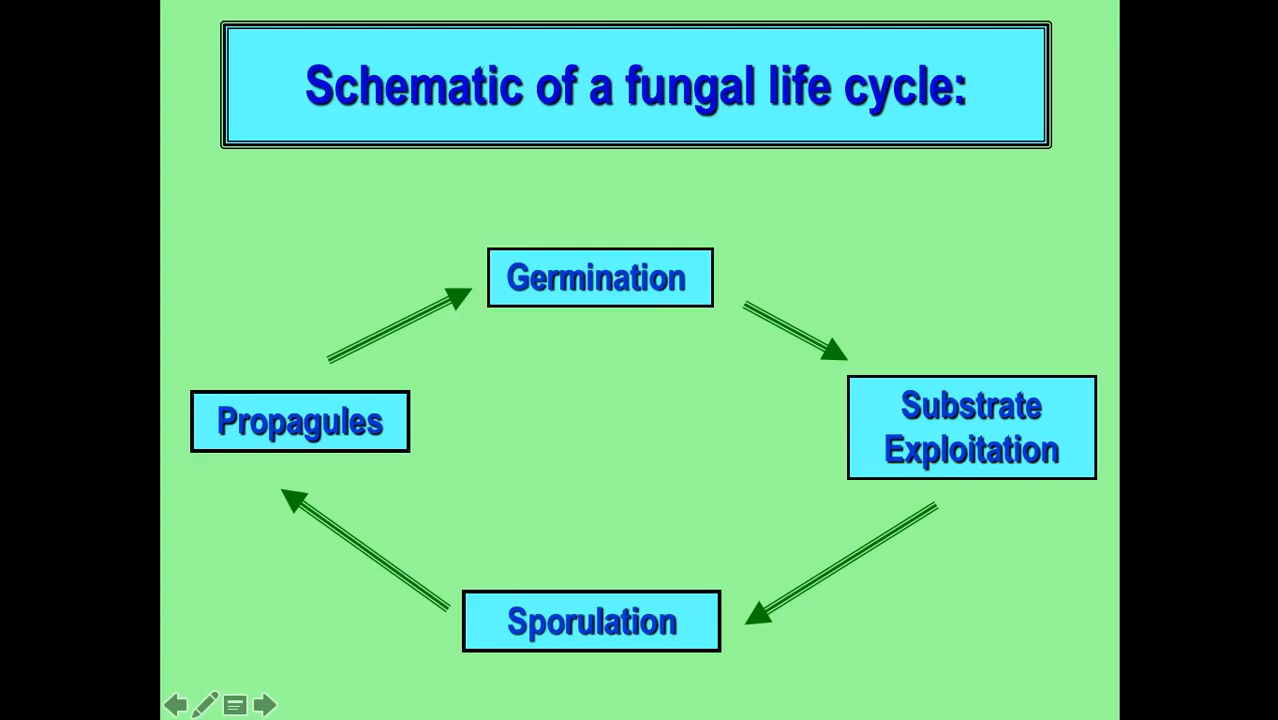 Schematic of a fungal life cycle:
Germination
Propagules
Substrate
Exploitation
Sporulation